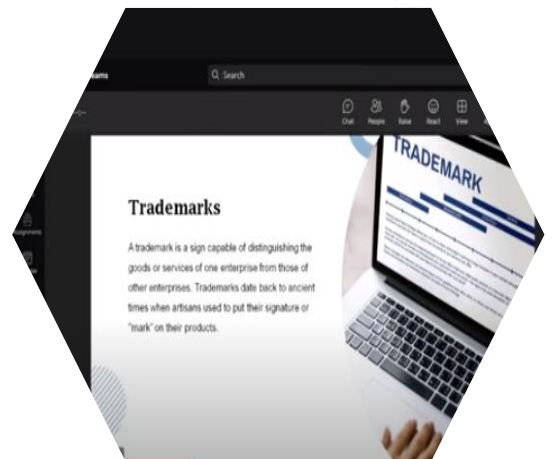 eams
Search
Chat People Raise React View
TRADEMARK
Trademarks
A trademark is a sign capable of distinguishing the
goods or services of one enterprise from those of
other enterprises. Trademarks date back to ancient
times when artisans used to put their signature or
"mark" on their products.